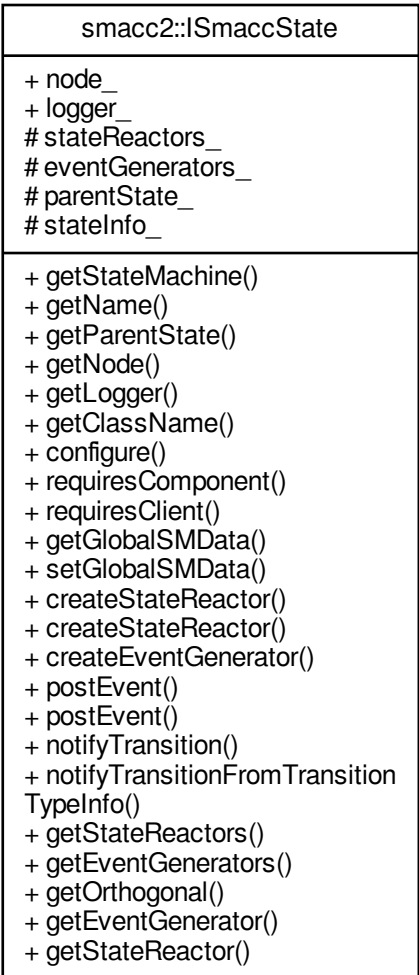 smacc2::ISmaccState
+ node_
+ logger_
# stateReactors_
# eventGenerators_
# parentState_
# stateInfo_
+ getStateMachine()
+ getName()
+ getParentState()
+ getNode()
+ getLogger()
+ getClassName()
+ configure()
+ requiresComponent()
+ requiresClient()
+ getGlobalSMData()
+ setGlobalSMData()
+ createStateReactor()
+ createStateReactor()
+ createEventGenerator()
+ postEvent()
+ postEvent()
+ notifyTransition()
+ notifyTransitionFromTransition
TypeInfo()
+ getStateReactors()
+ getEventGenerators()
+ getOrthogonal()
+ getEventGenerator()
+ getStateReactor()